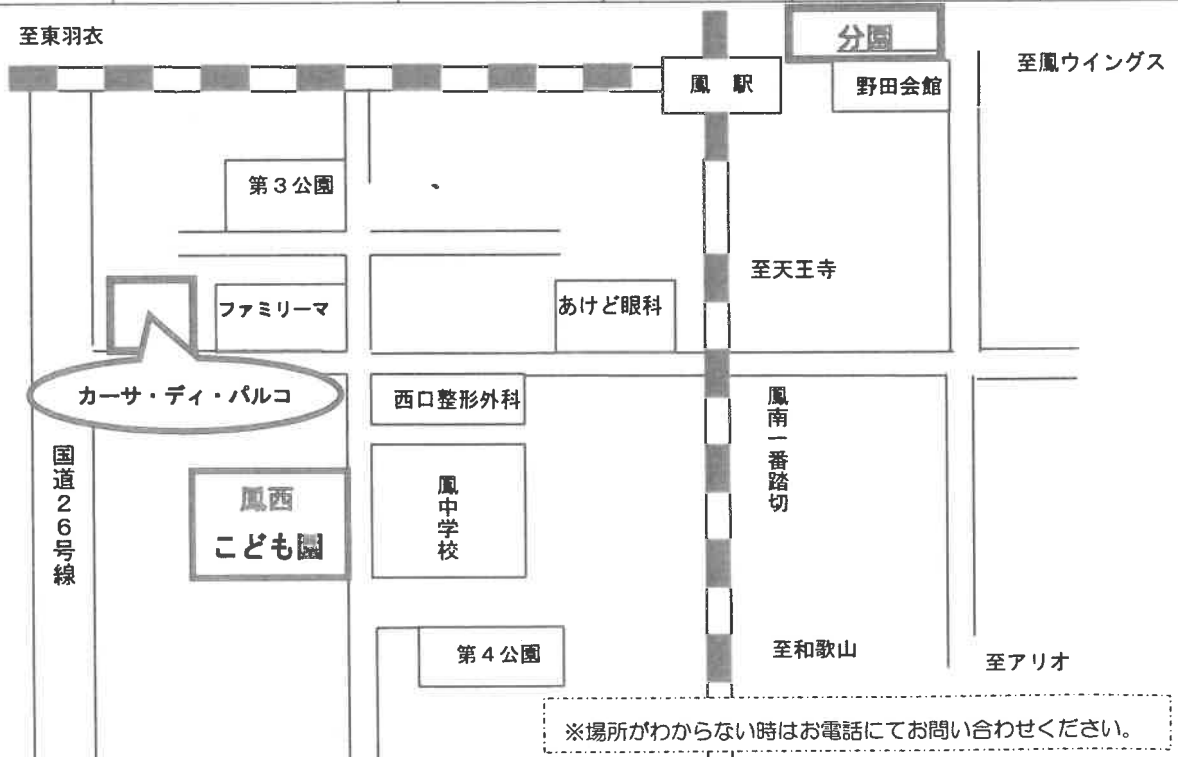 至東羽衣
分園
鳳駅
野田会館
至鳳ウイングス
第３公園
至天王寺
ファミリーマ
あけど眼科
カーサ・ディ・パルコ
西口整形外科
鳳南一番踏切
国道２６号線
鳳西
こども園
鳳中学校
第４公園
至和歌山
至アリオ
※場所がわからない時はお電話にてお問い合わせください。